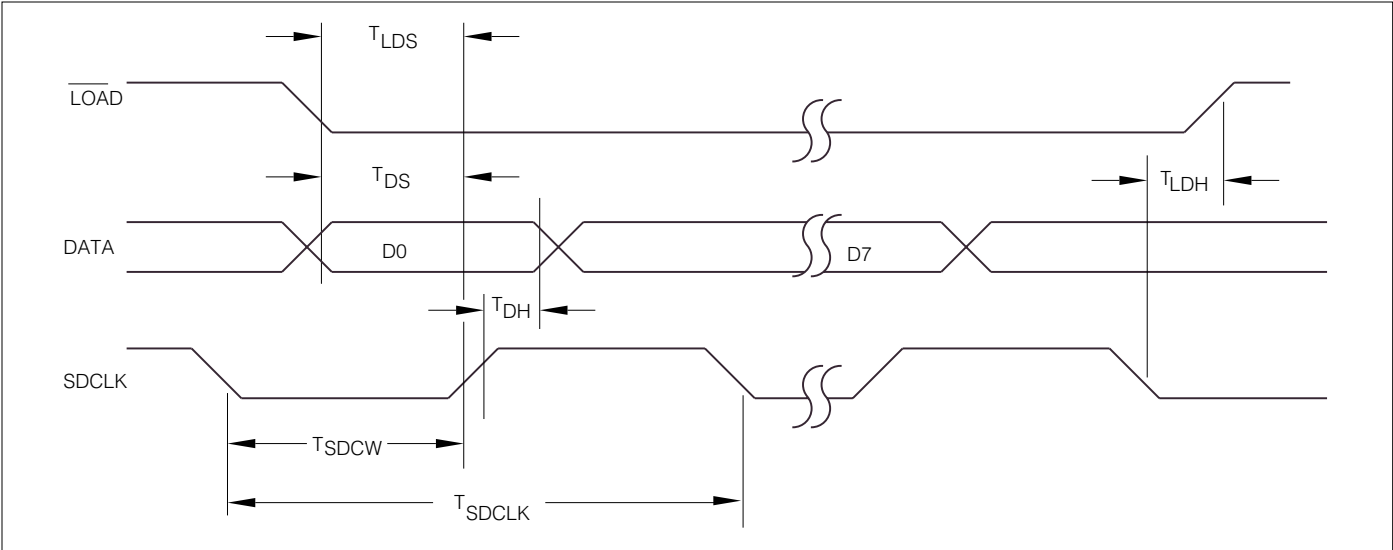 TLDS
LOAD
TDS
TLDH
DATA
D0
D7
TDH
SDCLK
TSDCW
TSDCLK